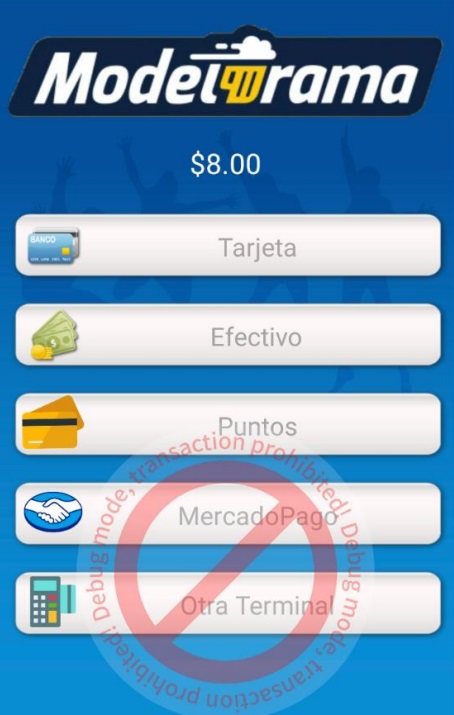 Modelorama
$8.00
BANCO
Tarjeta
Efectivo
Puntos
MercadoPago
Otra Terminal
Debug mode, transaction prohibited! Debug mode, transaction prohibited!